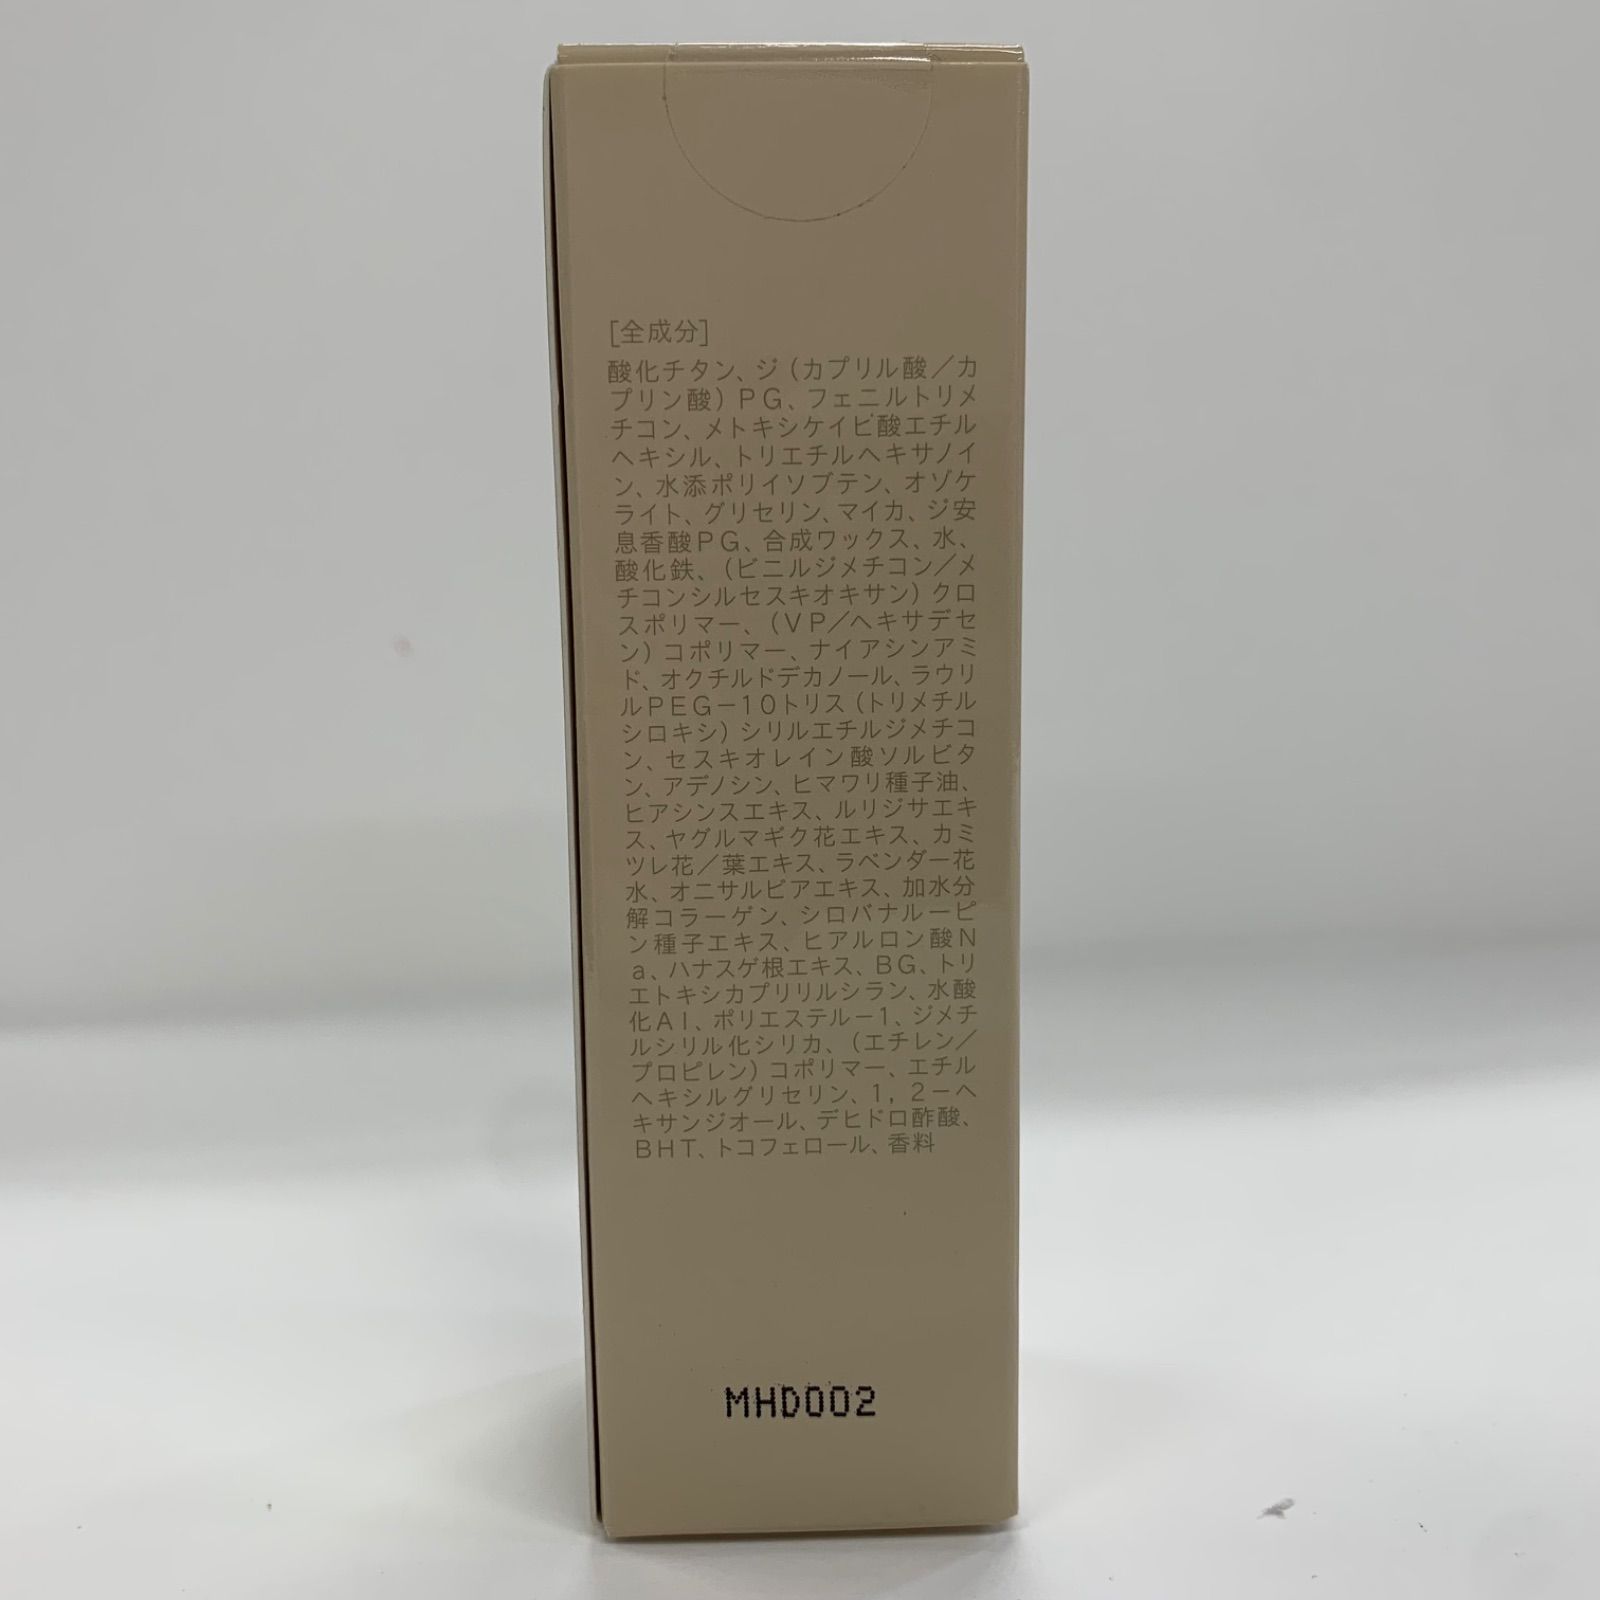 [全成分]
酸化チタン、ジ(カプリル酸／カ
プリン酸)PG、フェニルトリメ
チコン、メトキシケイヒ酸エチル
ヘキシル、トリエチルヘキサノイ
ン、水添ポリイソブテン、オゾケ
ライト、グリセリン、マイカ、ジ安
息香酸PG、合成ワックス、水、
酸化鉄、(ビニルジメチコン／メ
チコンシルセスキオキサン)クロ
スポリマー、(VP／ヘキサデセ
ン)コポリマー、ナイアシンアミ
ド、オクチルドデカノール、ラウリ
ルPEG－10トリス(トリメチル
シロキシ)シリルエチルジメチコ
ン、セスキオレイン酸ソルビタ
ン、アデノシン、ヒマワリ種子油、
ヒアシンスエキス、ルリジサエキ
ス、ヤグルマギク花エキス、カミ
ツレ花／葉エキス、ラベンダー花
水、オニサルビアエキス、加水分
解コラーゲン、シロバナルーピ
ン種子エキス、ヒアルロン酸N
a、ハナスゲ根エキス、BG、トリ
エトキシカプリリルシラン、水酸
化Al、ポリエステル－1、ジメチ
ルシリル化シリカ、(エチレン／
プロピレン)コポリマー、エチル
ヘキシルグリセリン、1，2－ヘ
キサンジオール、デヒドロ酢酸、
BHT、トコフェロール、香料
MHD002